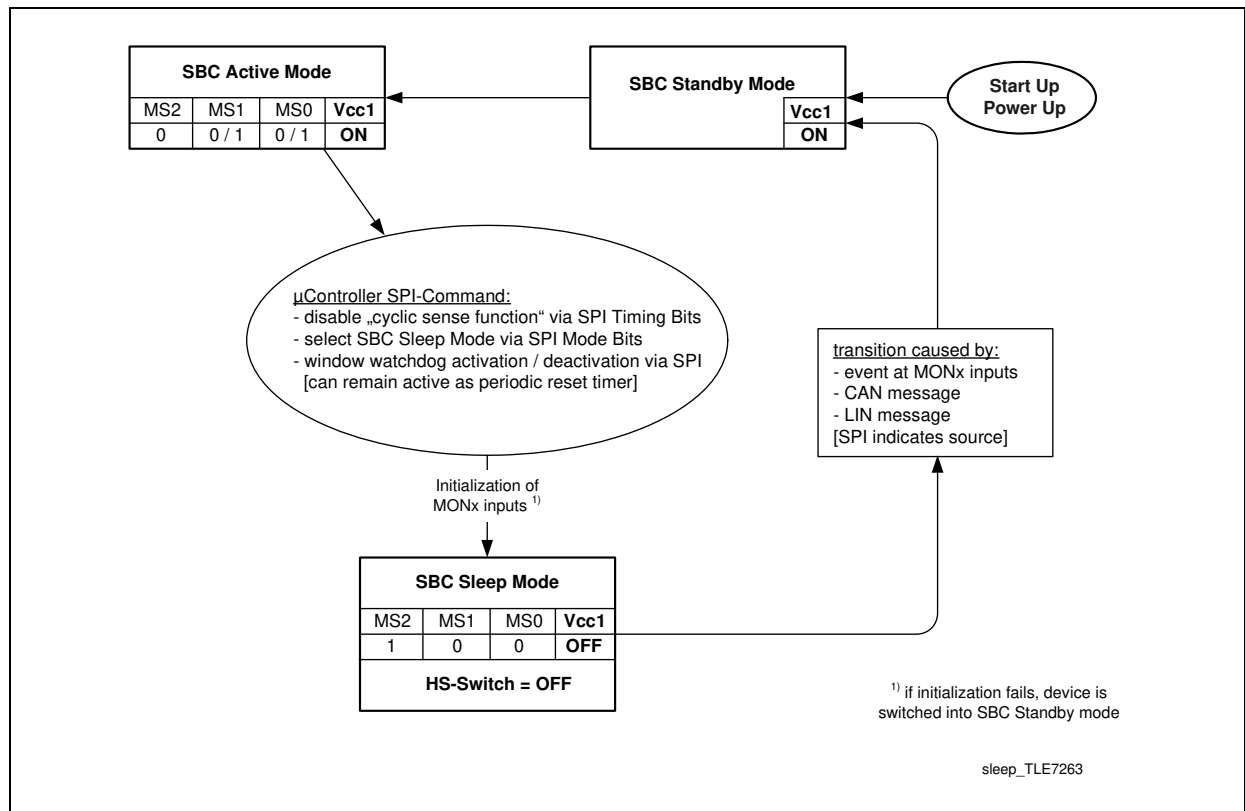 SBC Active Mode
MS2 MS1 MS0 Vcc1
0 0 / 1 0 / 1 ON
SBC Standby Mode
Vcc1
ON
Start Up
Power Up
µController SPI-Command:
- disable „cyclic sense function“ via SPI Timing Bits
- select SBC Sleep Mode via SPI Mode Bits
- window watchdog activation / deactivation via SPI
[can remain active as periodic reset timer]
transition caused by:
- event at MONx inputs
- CAN message
- LIN message
[SPI indicates source]
Initialization of
MONx inputs 1)
SBC Sleep Mode
MS2 MS1 MS0 Vcc1
1 0 0 OFF
HS-Switch = OFF
1) if initialization fails, device is
switched into SBC Standby mode
sleep_TLE7263